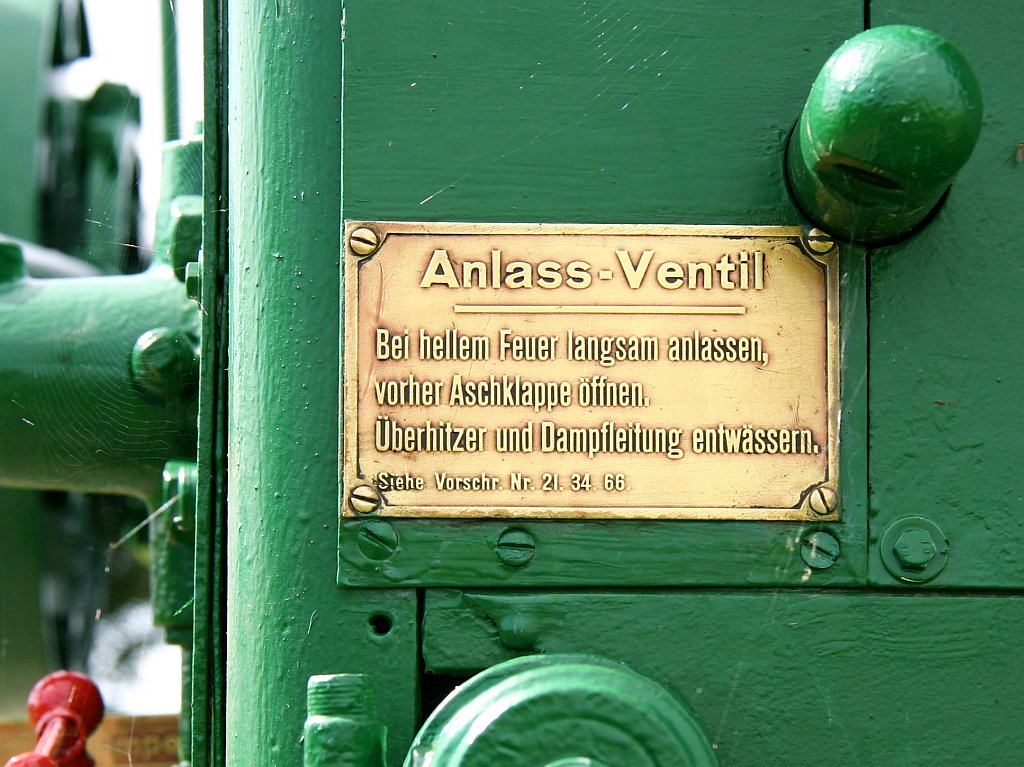 Anlass-Ventil
Bei hellem Feuer langsam anlassen,
vorher Aschklappe öffnen.
Überhitzer und Dampfleitung entwässern.
Siehe Vorschr. Nr. 21. 34. 66.